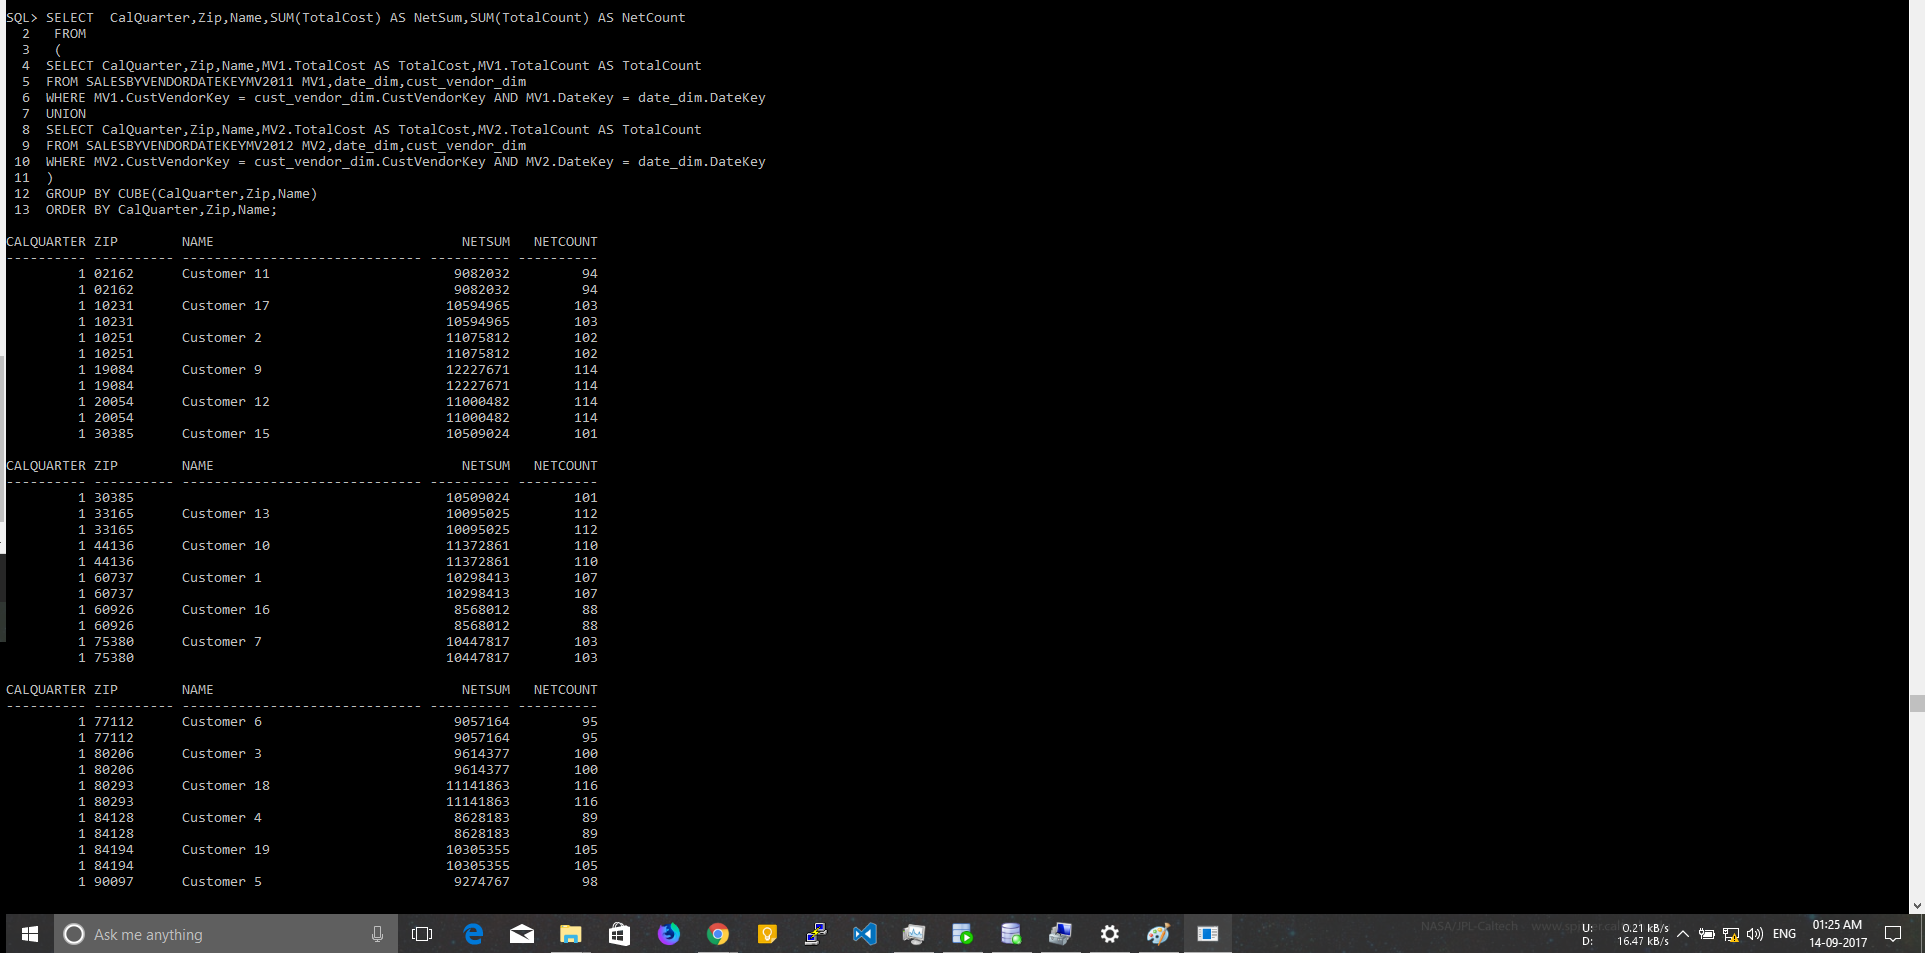 SQL> SELECT  CalQuarter,Zip,Name,SUM(TotalCost) AS NetSum,SUM(TotalCount) AS NetCount
  2   FROM
  3   (
  4  SELECT CalQuarter,Zip,Name,MV1.TotalCost AS TotalCost,MV1.TotalCount AS TotalCount
  5  FROM SALESBYVENDORDATEKEYMV2011 MV1,date_dim,cust_vendor_dim
  6  WHERE MV1.CustVendorKey = cust_vendor_dim.CustVendorKey AND MV1.DateKey = date_dim.DateKey
  7  UNION
  8  SELECT CalQuarter,Zip,Name,MV2.TotalCost AS TotalCost,MV2.TotalCount AS TotalCount
  9  FROM SALESBYVENDORDATEKEYMV2012 MV2,date_dim,cust_vendor_dim
 10  WHERE MV2.CustVendorKey = cust_vendor_dim.CustVendorKey AND MV2.DateKey = date_dim.DateKey
 11  )
 12  GROUP BY CUBE(CalQuarter,Zip,Name)
 13  ORDER BY CalQuarter,Zip,Name;
CALQUARTER ZIP        NAME                               NETSUM   NETCOUNT
---------- ---------- ------------------------------ ---------- ----------
         1 02162      Customer 11                       9082032         94
         1 02162                                        9082032         94
         1 10231      Customer 17                      10594965        103
         1 10231                                       10594965        103
         1 10251      Customer 2                       11075812        102
         1 10251                                       11075812        102
         1 19084      Customer 9                       12227671        114
         1 19084                                       12227671        114
         1 20054      Customer 12                      11000482        114
         1 20054                                       11000482        114
         1 30385      Customer 15                      10509024        101
CALQUARTER ZIP        NAME                               NETSUM   NETCOUNT
---------- ---------- ------------------------------ ---------- ----------
         1 30385                                       10509024        101
         1 33165      Customer 13                      10095025        112
         1 33165                                       10095025        112
         1 44136      Customer 10                      11372861        110
         1 44136                                       11372861        110
         1 60737      Customer 1                       10298413        107
         1 60737                                       10298413        107
         1 60926      Customer 16                       8568012         88
         1 60926                                        8568012         88
         1 75380      Customer 7                       10447817        103
         1 75380                                       10447817        103
CALQUARTER ZIP        NAME                               NETSUM   NETCOUNT
---------- ---------- ------------------------------ ---------- ----------
         1 77112      Customer 6                        9057164         95
         1 77112                                        9057164         95
         1 80206      Customer 3                        9614377        100
         1 80206                                        9614377        100
         1 80293      Customer 18                      11141863        116
         1 80293                                       11141863        116
         1 84128      Customer 4                        8628183         89
         1 84128                                        8628183         89
         1 84194      Customer 19                      10305355        105
         1 84194                                       10305355        105
         1 90097      Customer 5                        9274767         98
Ask me anything
NASA/JPL-Caltech
U: 0.21 kB/s
D: 16.47 kB/s
ENG
01:25 AM
14-09-2017